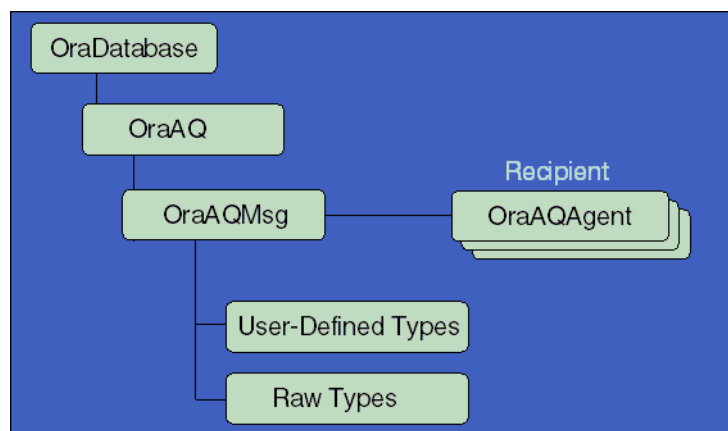 OraDatabase
OraAQ
Recipient
OraAQMsg
OraAQAgent
User-Defined Types
Raw Types